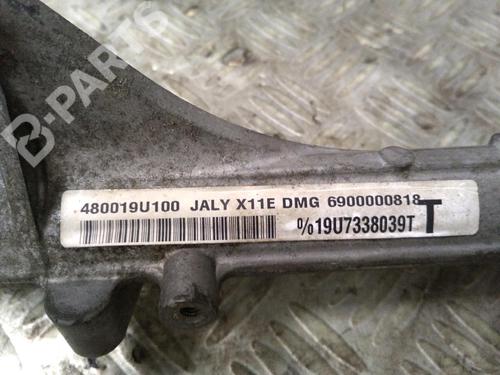 B-PARTS
480019U100 JALY X11E DMG 6900000818
%19U7338039T T